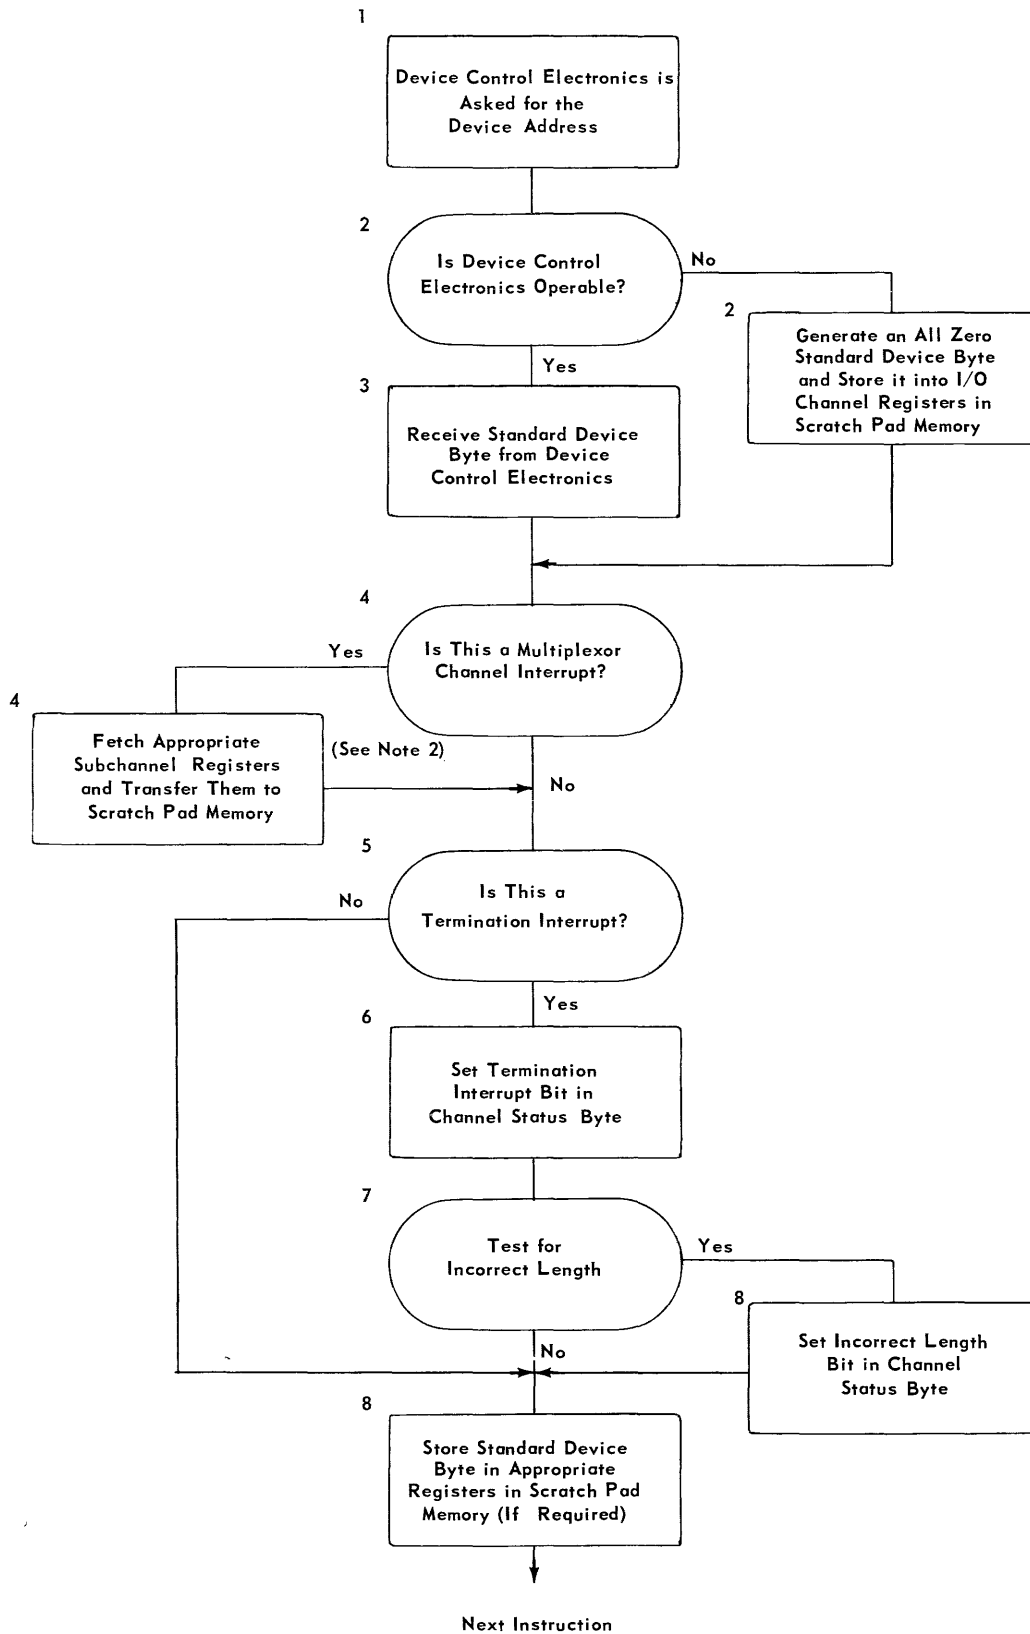 1
Device Control Electronics is
Asked for the
Device Address
2
Is Device Control
Electronics Operable?
No
2
Generate an All Zero
Standard Device Byte
and Store it into I/O
Channel Registers in
Scratch Pad Memory
Yes
3
Receive Standard Device
Byte from Device
Control Electronics
4
Is This a Multiplexor
Channel Interrupt?
Yes
4
Fetch Appropriate
Subchannel Registers
and Transfer Them to
Scratch Pad Memory
(See Note 2)
No
5
Is This a
Termination Interrupt?
No
Yes
6
Set Termination
Interrupt Bit in
Channel Status Byte
7
Test for
Incorrect Length
Yes
8
Set Incorrect Length
Bit in Channel
Status Byte
No
8
Store Standard Device
Byte in Appropriate
Registers in Scratch Pad
Memory (If Required)
Next Instruction